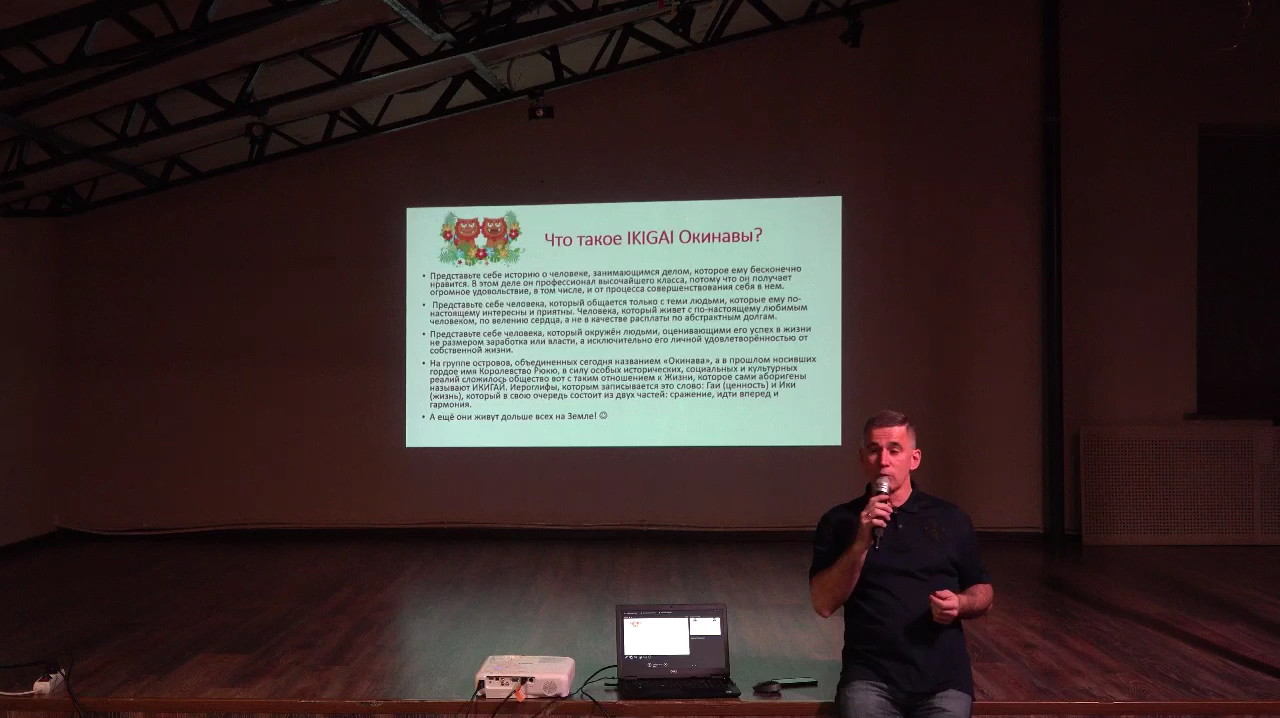 Что такое IKIGAI Окинавы?
• Представьте себе историю о человеке, занимающимся делом, которое ему бесконечно
нравится. В этом деле он профессионал высочайшего класса, потому что он получает
огромное удовольствие, в том числе, и от процесса совершенствования себя в нем.
• Представьте себе человека, который общается только с теми людьми, которые ему по-
настоящему интересны и приятны. Человека, который живет с по-настоящему любимым
человеком, по велению сердца, а не в качестве расплаты по абстрактным долгам.
• Представьте себе человека, который окружён людьми, оценивающими его успех в жизни
не размером заработка или власти, а исключительно его личной удовлетворённостью от
собственной жизни.
• На группе островов, объединенных сегодня названием «Окинава», а в прошлом носивших
гордое имя Королевство Рюкю, в силу особых исторических, социальных и культурных
реалий сложилось общество вот с таким отношением к Жизни, которое сами аборигены
называют ИКИГАЙ. Иероглифы, которым записывается это слово: Гаи (ценность) и Ики
(жизнь), который в свою очередь состоит из двух частей: сражение, идти вперед и
гармония.
• А ещё они живут дольше всех на Земле! ☺
DELL